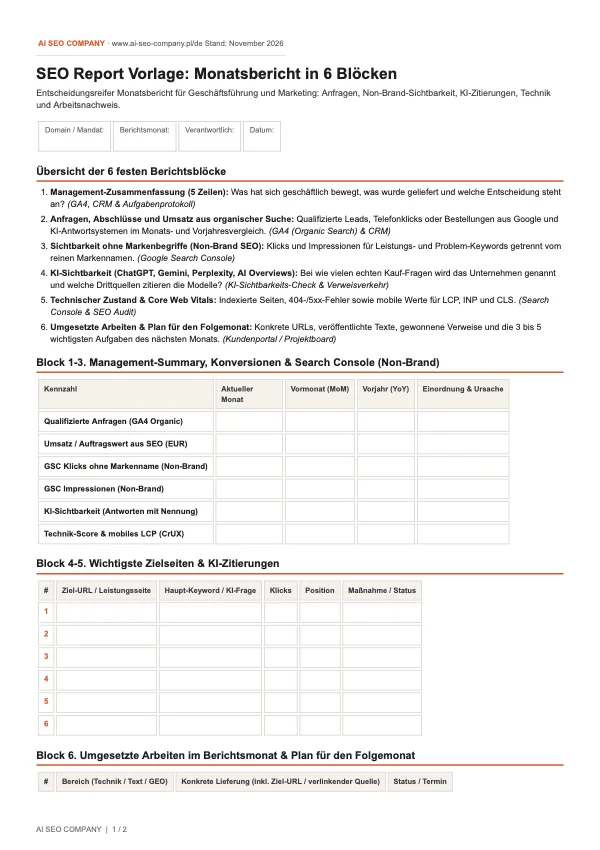 AI SEO COMPANY · www.ai-seo-company.pl/de Stand: November 2026
SEO Report Vorlage: Monatsbericht in 6 Blöcken
Entscheidungsreifer Monatsbericht für Geschäftsführung und Marketing: Anfragen, Non-Brand-Sichtbarkeit, KI-Zitierungen, Technik
und Arbeitsnachweis.
Domain / Mandat: Berichtsmonat: Verantwortlich: Datum:
Übersicht der 6 festen Berichtsblöcke
1. Management-Zusammenfassung (5 Zeilen): Was hat sich geschäftlich bewegt, was wurde geliefert und welche Entscheidung steht
an? (GA4, CRM & Aufgabenprotokoll)
2. Anfragen, Abschlüsse und Umsatz aus organischer Suche: Qualifizierte Leads, Telefonklicks oder Bestellungen aus Google und
KI-Antwortsystemen im Monats- und Vorjahresvergleich. (GA4 (Organic Search) & CRM)
3. Sichtbarkeit ohne Markenbegriffe (Non-Brand SEO): Klicks und Impressionen für Leistungs- und Problem-Keywords getrennt vom
reinen Markennamen. (Google Search Console)
4. KI-Sichtbarkeit (ChatGPT, Gemini, Perplexity, AI Overviews): Bei wie vielen echten Kauf-Fragen wird das Unternehmen genannt
und welche Drittquellen zitieren die Modelle? (KI-Sichtbarkeits-Check & Verweisverkehr)
5. Technischer Zustand & Core Web Vitals: Indexierte Seiten, 404-/5xx-Fehler sowie mobile Werte für LCP, INP und CLS. (Search
Console & SEO Audit)
6. Umgesetzte Arbeiten & Plan für den Folgemonat: Konkrete URLs, veröffentlichte Texte, gewonnene Verweise und die 3 bis 5
wichtigsten Aufgaben des nächsten Monats. (Kundenportal / Projektboard)
Block 1-3. Management-Summary, Konversionen & Search Console (Non-Brand)
Kennzahl Aktueller Monat Vormonat (MoM) Vorjahr (YoY) Einordnung & Ursache
Qualifizierte Anfragen (GA4 Organic)
Umsatz / Auftragswert aus SEO (EUR)
GSC Klicks ohne Markenname (Non-Brand)
GSC Impressionen (Non-Brand)
KI-Sichtbarkeit (Antworten mit Nennung)
Technik-Score & mobiles LCP (CrUX)
Block 4-5. Wichtigste Zielseiten & KI-Zitierungen
# Ziel-URL / Leistungsseite Haupt-Keyword / KI-Frage Klicks Position Maßnahme / Status
1
2
3
4
5
6
Block 6. Umgesetzte Arbeiten im Berichtsmonat & Plan für den Folgemonat
# Bereich (Technik / Text / GEO) Konkrete Lieferung (inkl. Ziel-URL / verlinkender Quelle) Status / Termin
AI SEO COMPANY | 1 / 2